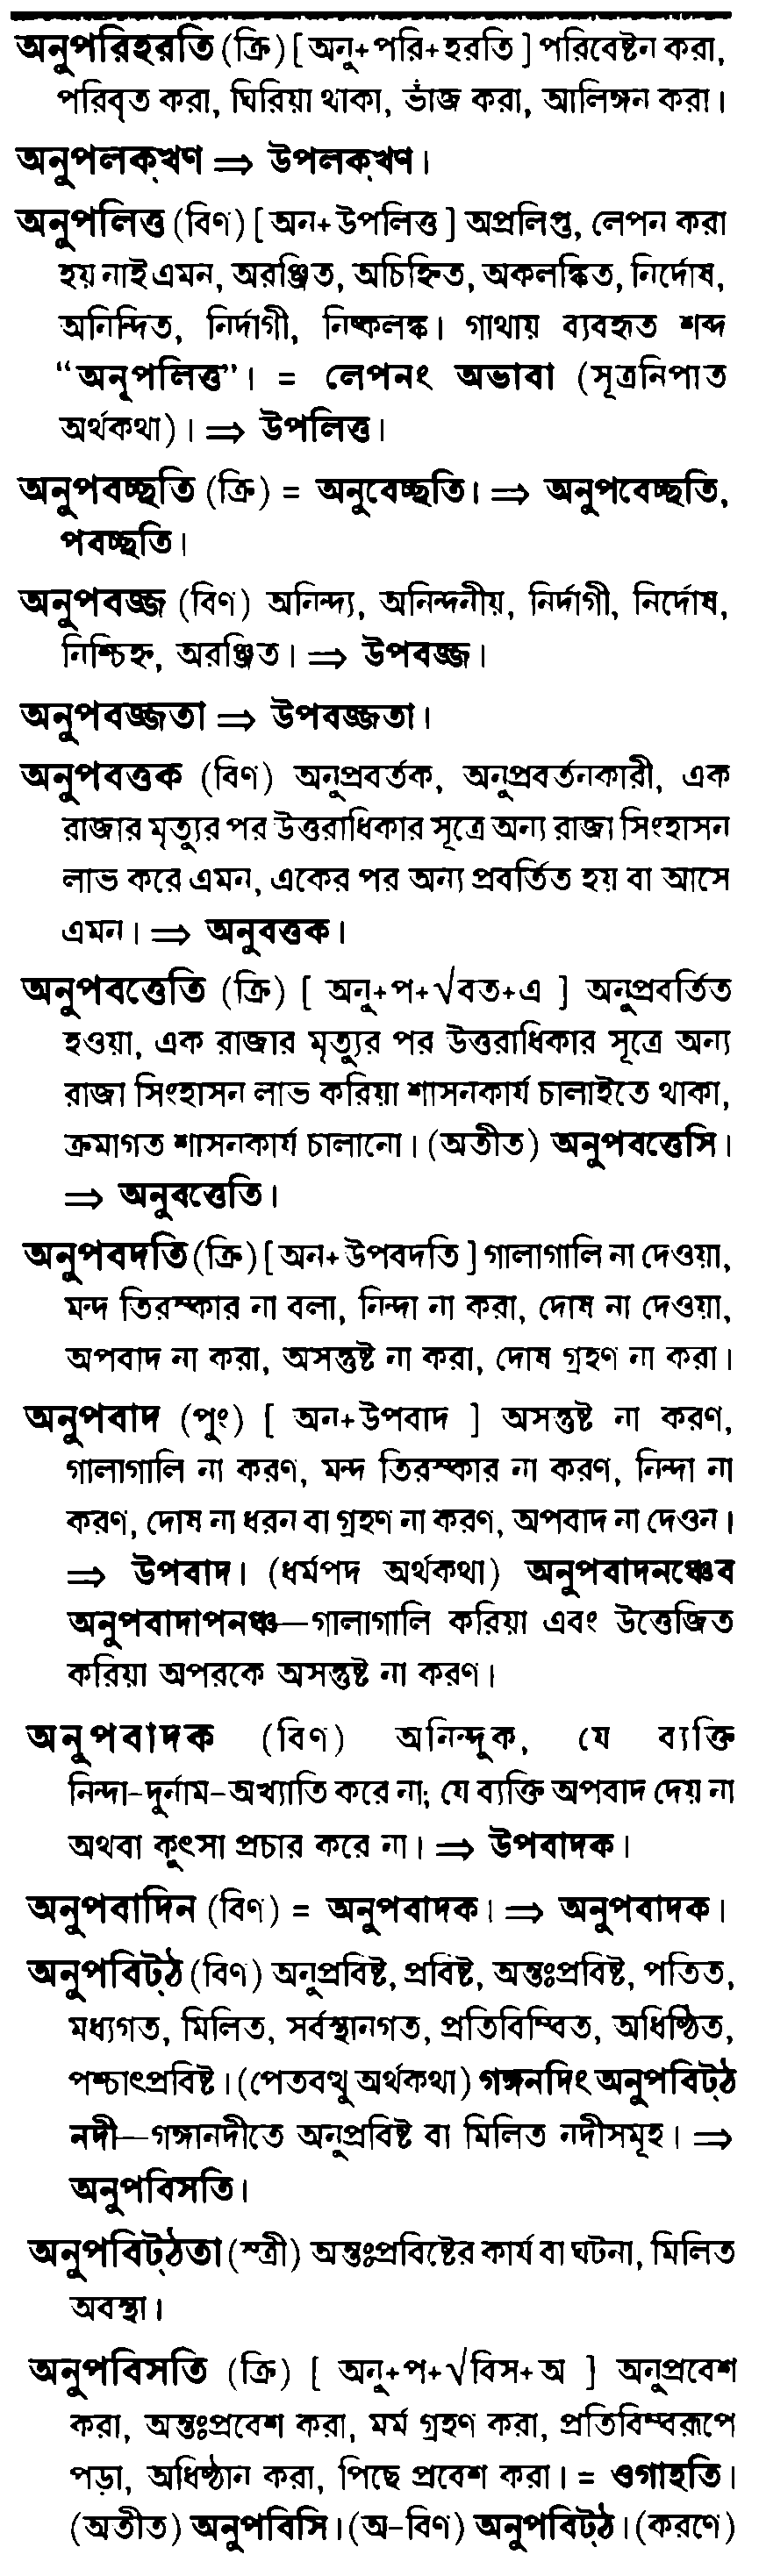 অনুপরিহরতি (ক্রি) [ অনু+পরি+হরতি ] পরিবেষ্টন করা,
পরিবৃত করা, ঘিরিয়া থাকা, ভাঁজ করা, আলিঙ্গন করা।
অনুপলক্‌খণ ⇒ উপলক্‌খণ।
অনুপলিত্ত (বিণ) [ অন+উপলিত্ত ] অপ্রলিপ্ত, লেপন করা
হয় নাই এমন, অরঞ্জিত, অচিহ্নিত, অকলঙ্কিত, নির্দোষ,
অনিন্দিত, নির্দাগী, নিষ্কলঙ্ক। গাথায় ব্যবহৃত শব্দ
“অনূপলিত্ত”। = লেপনং অভাবা (সূত্রনিপাত
অর্থকথা)। ⇒ উপলিত্ত।
অনুপবচ্ছতি (ক্রি) = অনুবেচ্ছতি। ⇒ অনুপবেচ্ছতি,
পবচ্ছতি।
অনুপবজ্জ (বিণ) অনিন্দ্য, অনিন্দনীয়, নির্দাগী, নির্দোষ,
নিশ্চিহ্ন, অরঞ্জিত। ⇒ উপবজ্জ।
অনুপবজ্জতা ⇒ উপবজ্জতা।
অনুপবত্তক (বিণ) অনুপ্রবর্তক, অনুপ্রবর্তনকারী, এক
রাজার মৃত্যুর পর উত্তরাধিকার সূত্রে অন্য রাজা সিংহাসন
লাভ করে এমন, একের পর অন্য প্রবর্তিত হয় বা আসে
এমন। ⇒ অনুবত্তক।
অনুপবত্তেতি (ক্রি) [ অনু+প+√বত+এ ] অনুপ্রবর্তিত
হওয়া, এক রাজার মৃত্যুর পর উত্তরাধিকার সূত্রে অন্য
রাজা সিংহাসন লাভ করিয়া শাসনকার্য চালাইতে থাকা,
ক্রমাগত শাসনকার্য চালানো। (অতীত) অনুপবত্তেসি।
⇒ অনুবত্তেতি।
অনুপবদতি (ক্রি) [ অন+উপবদতি ] গালাগালি না দেওয়া,
মন্দ তিরস্কার না বলা, নিন্দা না করা, দোষ না দেওয়া,
অপবাদ না করা, অসন্তুষ্ট না করা, দোষ গ্রহণ না করা।
অনুপবাদ (পুং) [ অন+উপবাদ ] অসন্তুষ্ট না করণ,
গালাগালি না করণ, মন্দ তিরস্কার না করণ, নিন্দা না
করণ, দোষ না ধরন বা গ্রহণ না করণ, অপবাদ না দেওন।
⇒ উপবাদ। (ধর্মপদ অর্থকথা) অনুপবাদনঞ্চেব
অনুপবাদাপনঞ্চ—গালাগালি করিয়া এবং উত্তেজিত
করিয়া অপরকে অসন্তুষ্ট না করণ।
অনুপবাদক (বিণ) অনিন্দুক, যে ব্যক্তি
নিন্দা-দুর্নাম-অখ্যাতি করে না; যে ব্যক্তি অপবাদ দেয় না
অথবা কুৎসা প্রচার করে না। ⇒ উপবাদক।
অনুপবাদিন (বিণ) = অনুপবাদক। ⇒ অনুপবাদক।
অনুপবিট্‌ঠ (বিণ) অনুপ্রবিষ্ট, প্রবিষ্ট, অন্তঃপ্রবিষ্ট, পতিত,
মধ্যগত, মিলিত, সর্বস্থানগত, প্রতিবিম্বিত, অধিষ্ঠিত,
পশ্চাৎপ্রবিষ্ট। (পেতবত্থু অর্থকথা) গঙ্গনদিং অনুপবিট্‌ঠ
নদী—গঙ্গানদীতে অনুপ্রবিষ্ট বা মিলিত নদীসমূহ। ⇒
অনুপবিসতি।
অনুপবিট্‌ঠতা (স্ত্রী) অন্তঃপ্রবিষ্টের কার্য বা ঘটনা, মিলিত
অবস্থা।
অনুপবিসতি (ক্রি) [ অনু+প+√বিস+অ ] অনুপ্রবেশ
করা, অন্তঃপ্রবেশ করা, মর্ম গ্রহণ করা, প্রতিবিম্বরূপে
পড়া, অধিষ্ঠান করা, পিছে প্রবেশ করা। = ওগাহতি।
(অতীত) অনুপবিসি। (অ-বিণ) অনুপবিট্‌ঠ। (করণে)